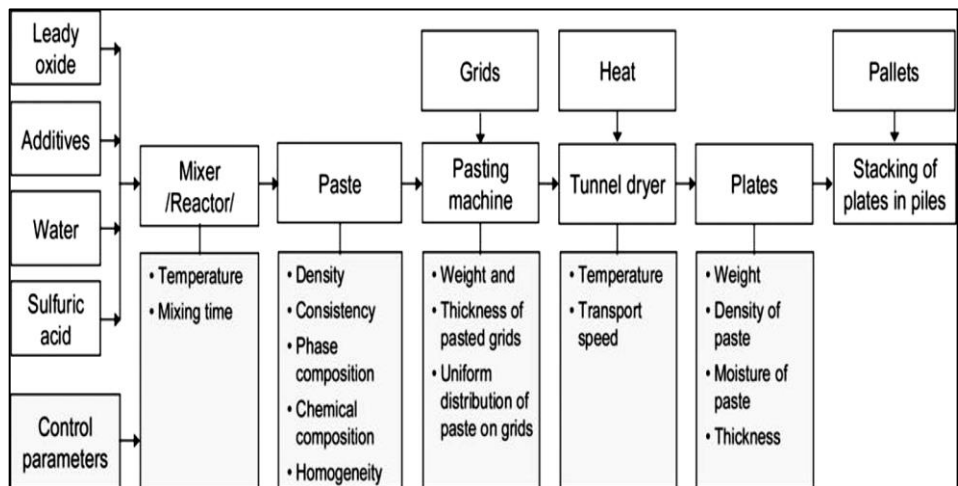 Leady
oxide
Additives
Water
Sulfuric
acid
Control
parameters
Mixer
/Reactor/
• Temperature
• Mixing time
Paste
• Density
• Consistency
• Phase
composition
• Chemical
composition
• Homogeneity
Grids
Pasting
machine
• Weight and
• Thickness of
pasted grids
• Uniform
distribution of
paste on grids
Heat
Tunnel dryer
• Temperature
• Transport
speed
Plates
• Weight
• Density of
paste
• Moisture of
paste
• Thickness
Pallets
Stacking of
plates in piles